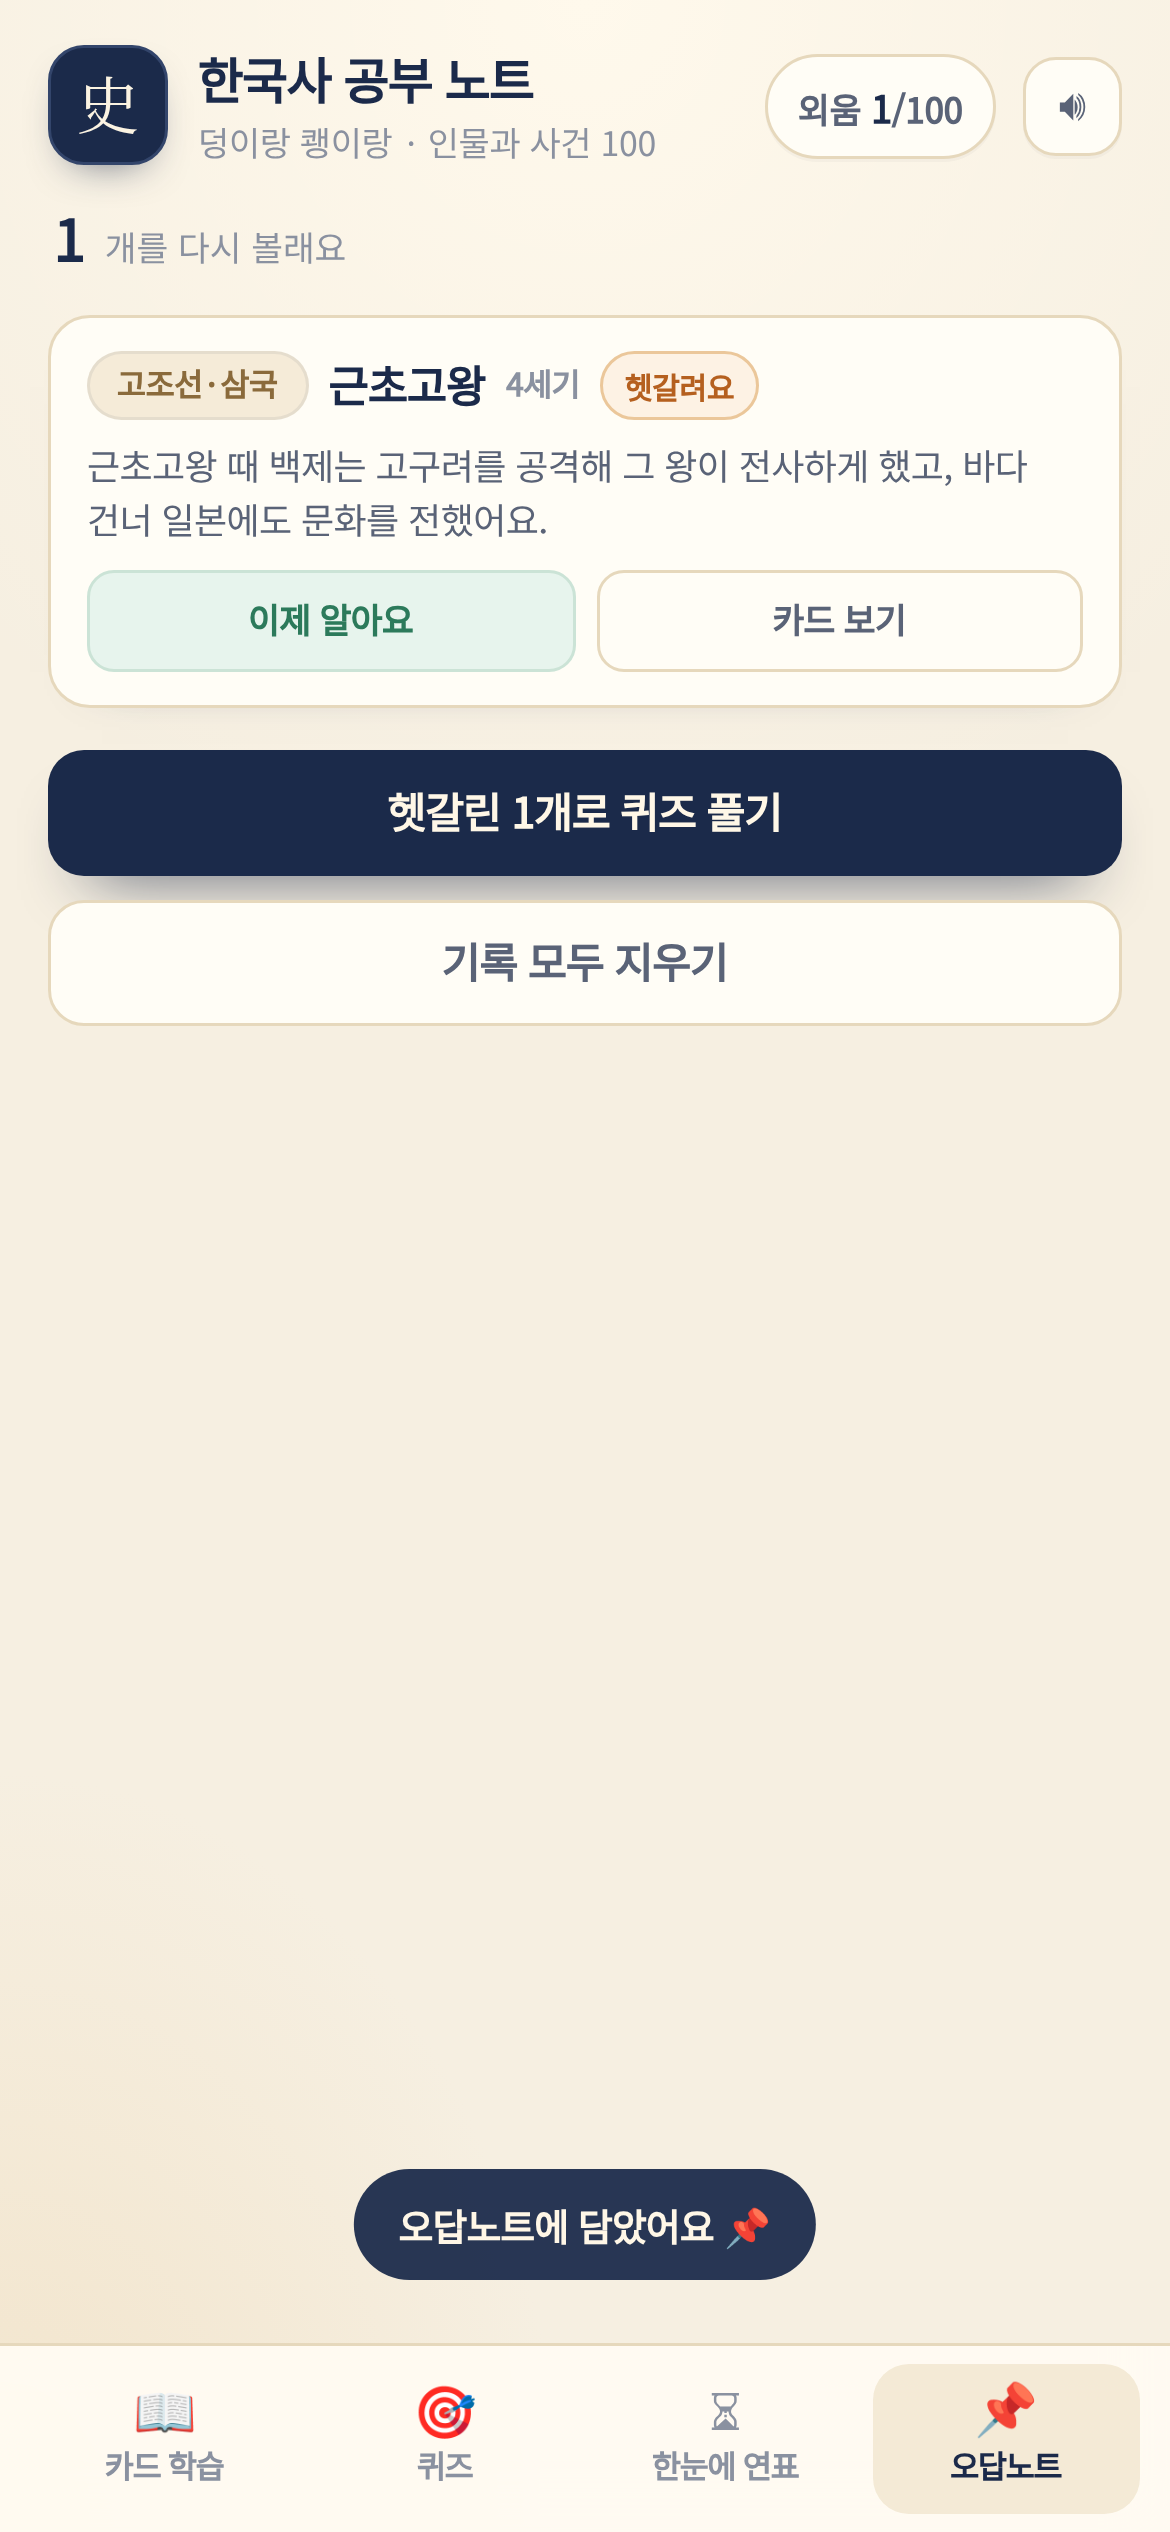 史
한국사 공부 노트
덩이랑 쾡이랑 · 인물과 사건 100
외움 1/100
1 개를 다시 볼래요
고조선·삼국 근초고왕 4세기 헷갈려요
근초고왕 때 백제는 고구려를 공격해 그 왕이 전사하게 했고, 바다
건너 일본에도 문화를 전했어요.
이제 알아요
카드 보기
헷갈린 1개로 퀴즈 풀기
기록 모두 지우기
오답노트에 담았어요 📌
카드 학습
퀴즈
한눈에 연표
오답노트